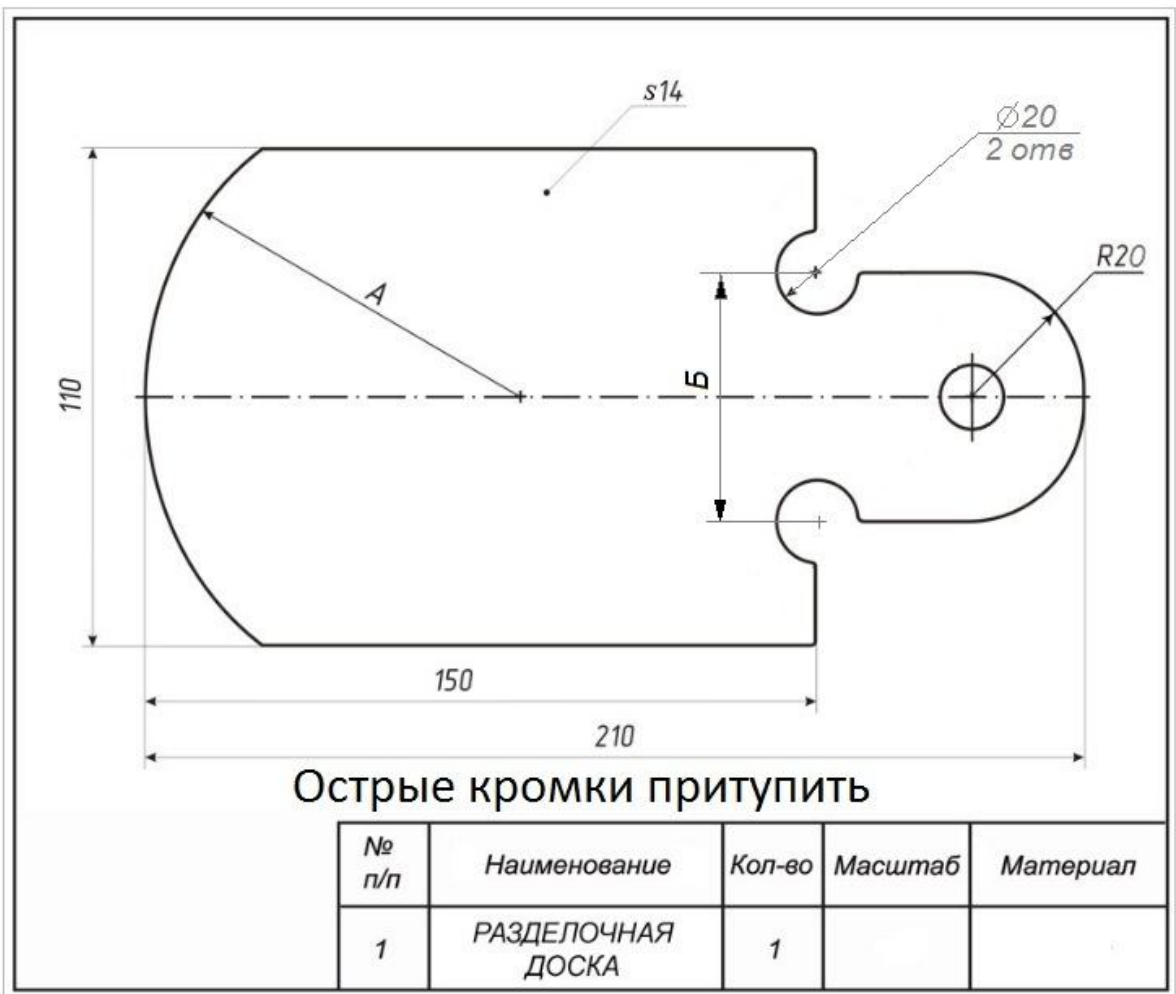 s14
∅20
2 отв
R20
А
Б
110
150
210
Острые кромки притупить
№ п/п
Наименование
Кол-во
Масштаб
Материал
1
РАЗДЕЛОЧНАЯ
ДОСКА
1